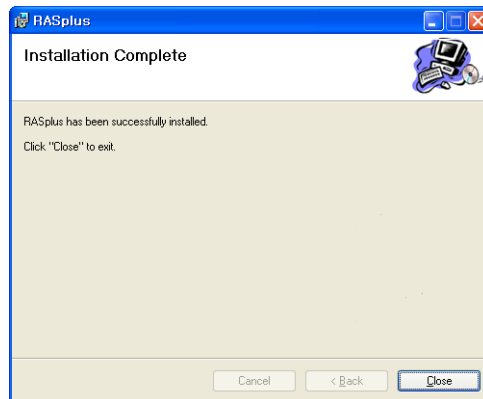 RASplus
Installation Complete
RASplus has been successfully installed.
Click "Close" to exit.
Cancel
< Back
Close